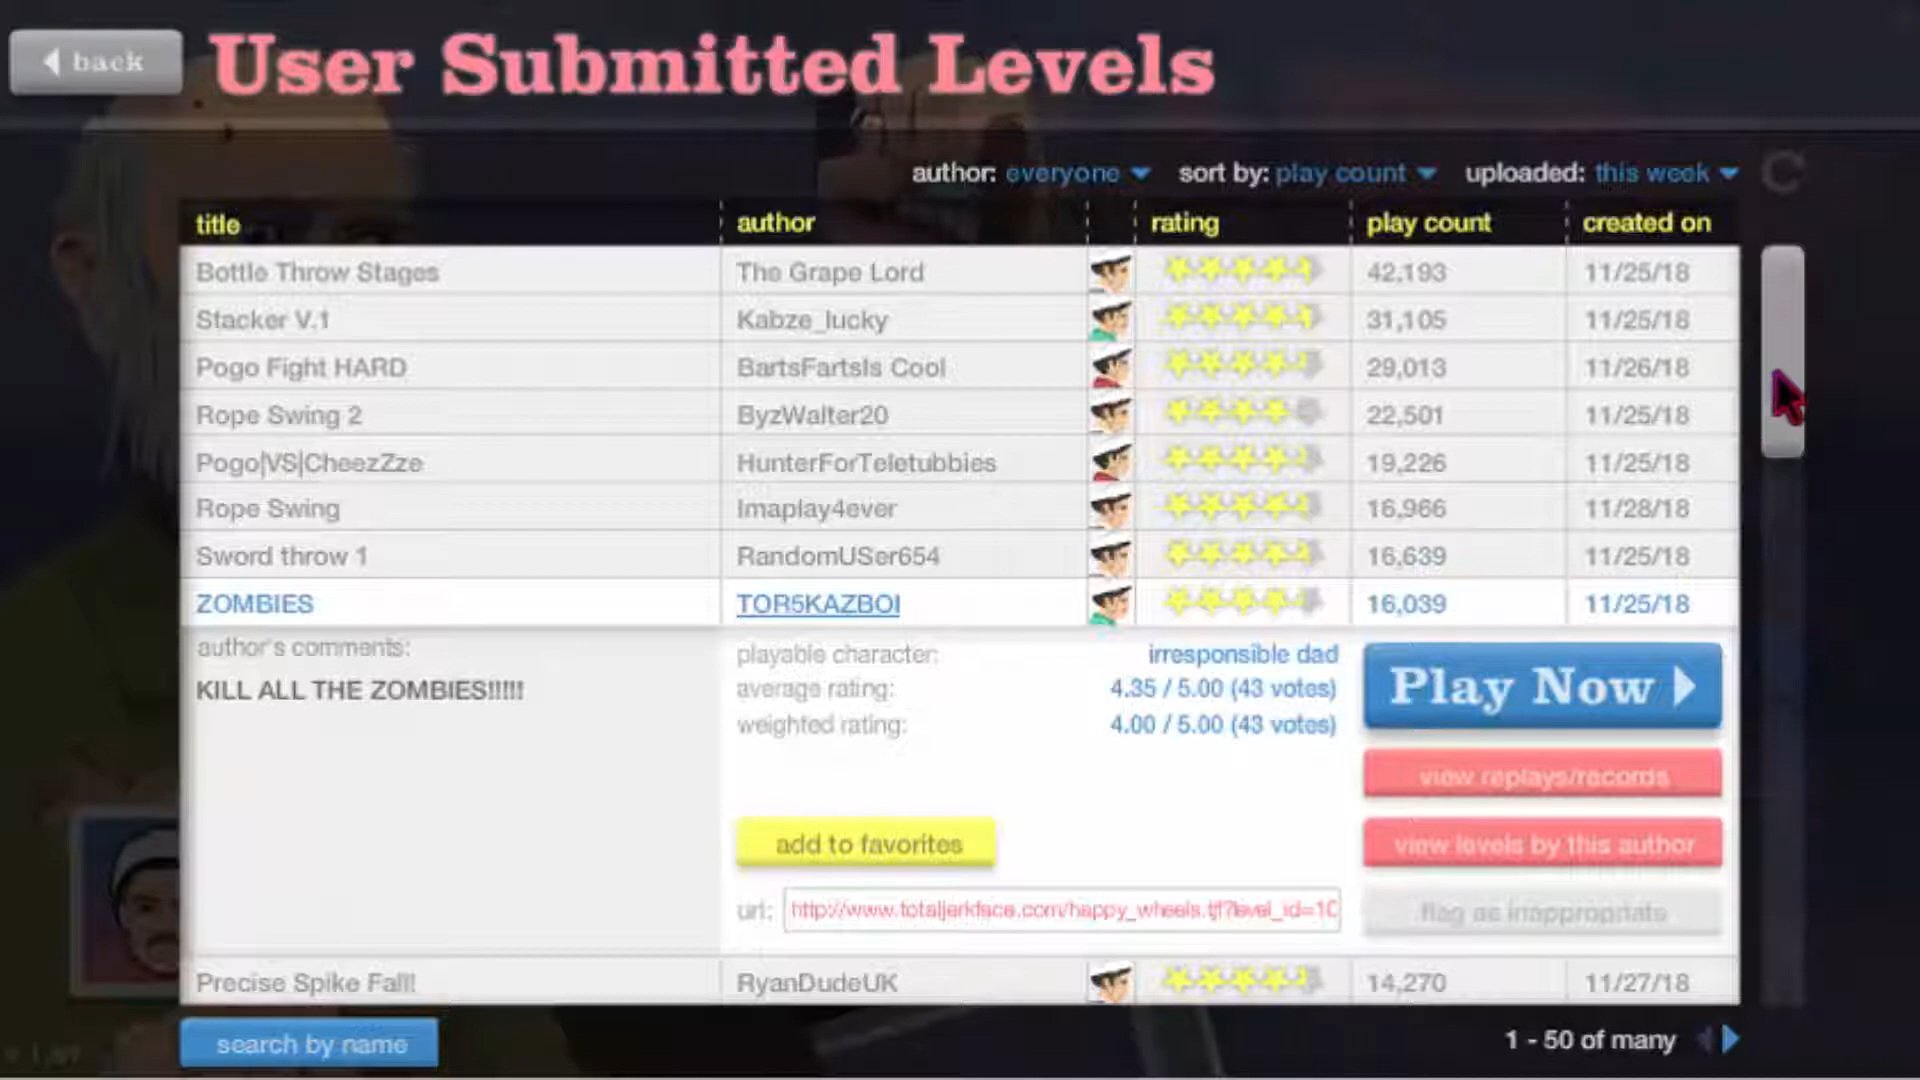 back
User Submitted Levels
author: everyone sort by: play count uploaded: this week
title author rating play count created on
Bottle Throw Stages The Grape Lord 42,193 11/25/18
Stacker V.1 Kabze_lucky 31,105 11/25/18
Pogo Fight HARD BartsFartsIs Cool 29,013 11/26/18
Rope Swing 2 ByzWalter20 22,501 11/25/18
Pogo|VS|CheezZze HunterForTeletubbies 19,226 11/25/18
Rope Swing Imaplay4ever 16,966 11/28/18
Sword throw 1 RandomUSer654 16,639 11/25/18
ZOMBIES TOR5KAZBOI 16,039 11/25/18
author's comments:
KILL ALL THE ZOMBIES!!!!!
playable character: irresponsible dad
average rating: 4.35 / 5.00 (43 votes)
weighted rating: 4.00 / 5.00 (43 votes)
Play Now
view replays/records
add to favorites
view levels by this author
url: http://www.totaljerkface.com/happy_wheels.tjf?level_id=10
flag as inappropriate
Precise Spike Fall! RyanDudeUK 14,270 11/27/18
search by name
1 - 50 of many